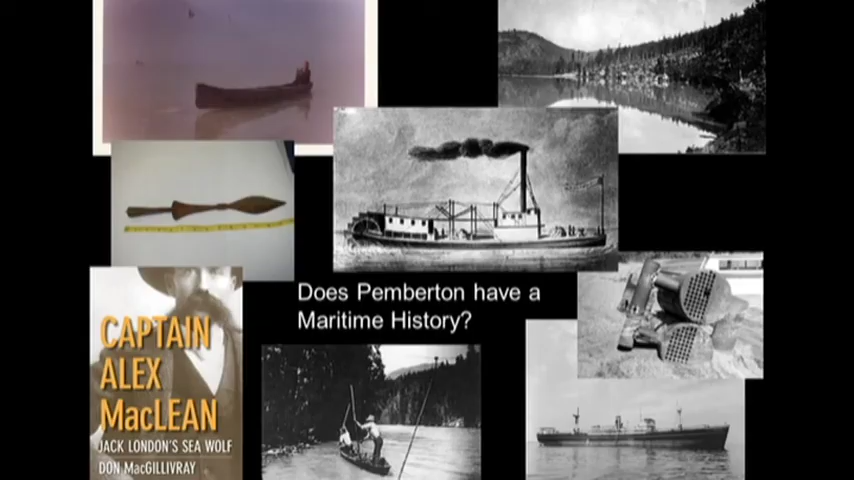 Does Pemberton have a
Maritime History?
CAPTAIN
ALEX
MacLEAN
JACK LONDON'S SEA WOLF
DON MacGILLIVRAY